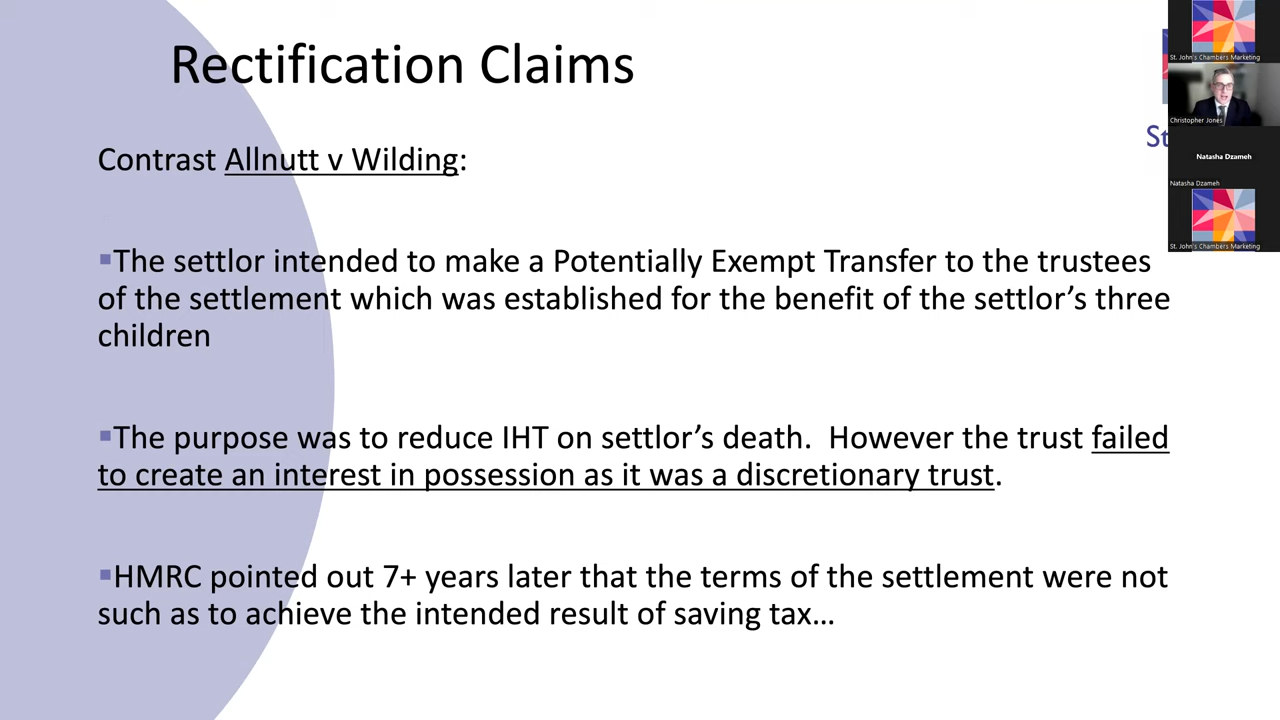 Rectification Claims
Contrast Allnutt v Wilding:
▪The settlor intended to make a Potentially Exempt Transfer to the trustees
of the settlement which was established for the benefit of the settlor’s three
children
▪The purpose was to reduce IHT on settlor’s death.  However the trust failed
to create an interest in possession as it was a discretionary trust.
▪HMRC pointed out 7+ years later that the terms of the settlement were not
such as to achieve the intended result of saving tax…
St
St. John's Chambers Marketing
Christopher Jones
Natasha Dzameh
Natasha Dzameh
St. John's Chambers Marketing